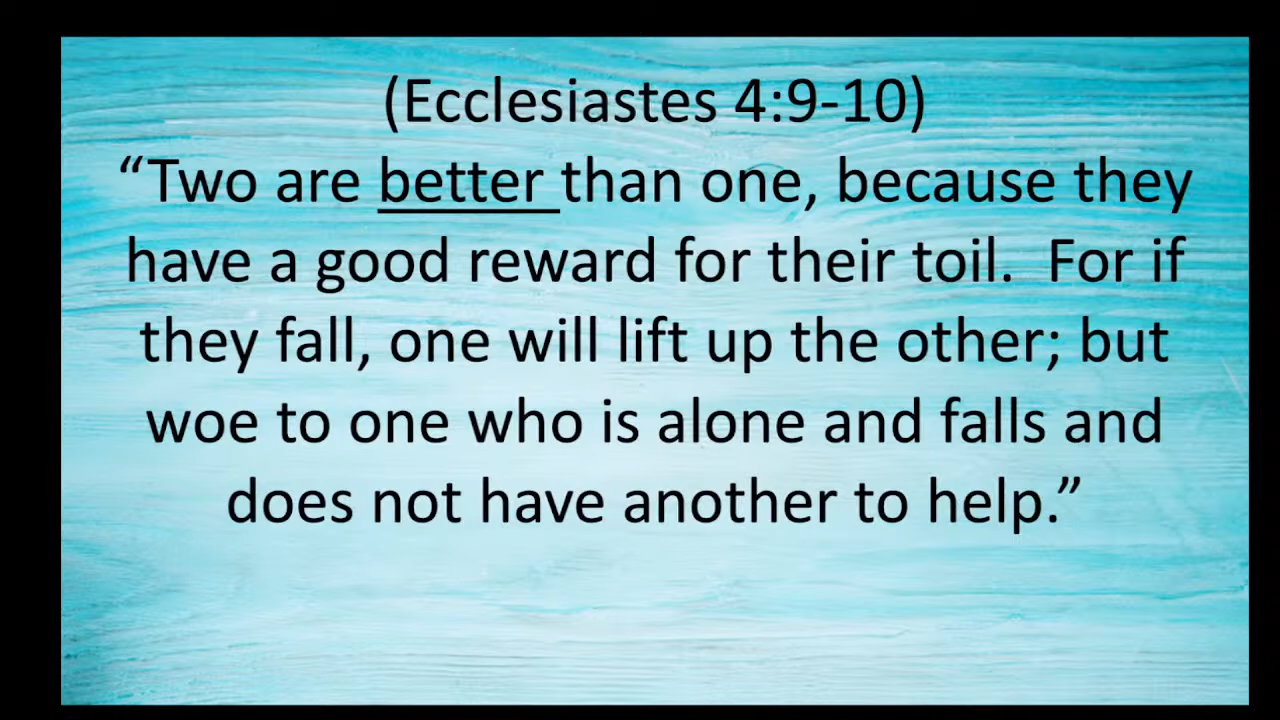 (Ecclesiastes 4:9-10)
“Two are better than one, because they
have a good reward for their toil.  For if
they fall, one will lift up the other; but
woe to one who is alone and falls and
does not have another to help.”